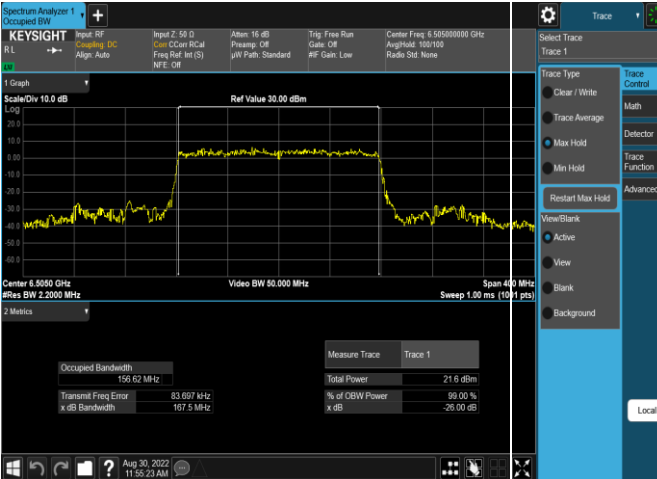 Spectrum Analyzer 1
Occupied BW
+
Trace
KEYSIGHT
RL
Input: RF
Coupling: DC
Align: Auto
Input Z: 50 Ω
Corr CCorr RCal
Freq Ref: Int (S)
NFE: Off
Atten: 16 dB
Preamp: Off
µW Path: Standard
Trig: Free Run
Gate: Off
#IF Gain: Low
Center Freq: 6.505000000 GHz
Avg|Hold: 100/100
Radio Std: None
Select Trace
Trace 1
1 Graph
Scale/Div 10.0 dB
Ref Value 30.00 dBm
Log
20.0
10.0
0.00
-10.0
-20.0
-30.0
-40.0
-50.0
-60.0
Center 6.5050 GHz
#Res BW 2.2000 MHz
Video BW 50.000 MHz
Span 400 MHz
Sweep 1.00 ms (1001 pts)
Trace Type
Clear / Write
Trace Average
Max Hold
Min Hold
Restart Max Hold
View/Blank
Active
View
Blank
Background
Trace
Control
Math
Detector
Trace
Function
Advanced
Local
2 Metrics
Occupied Bandwidth
156.62 MHz
Transmit Freq Error 83.697 kHz
x dB Bandwidth 167.5 MHz
Measure Trace Trace 1
Total Power 21.6 dBm
% of OBW Power 99.00 %
x dB -26.00 dB
?
Aug 30, 2022
11:55:23 AM